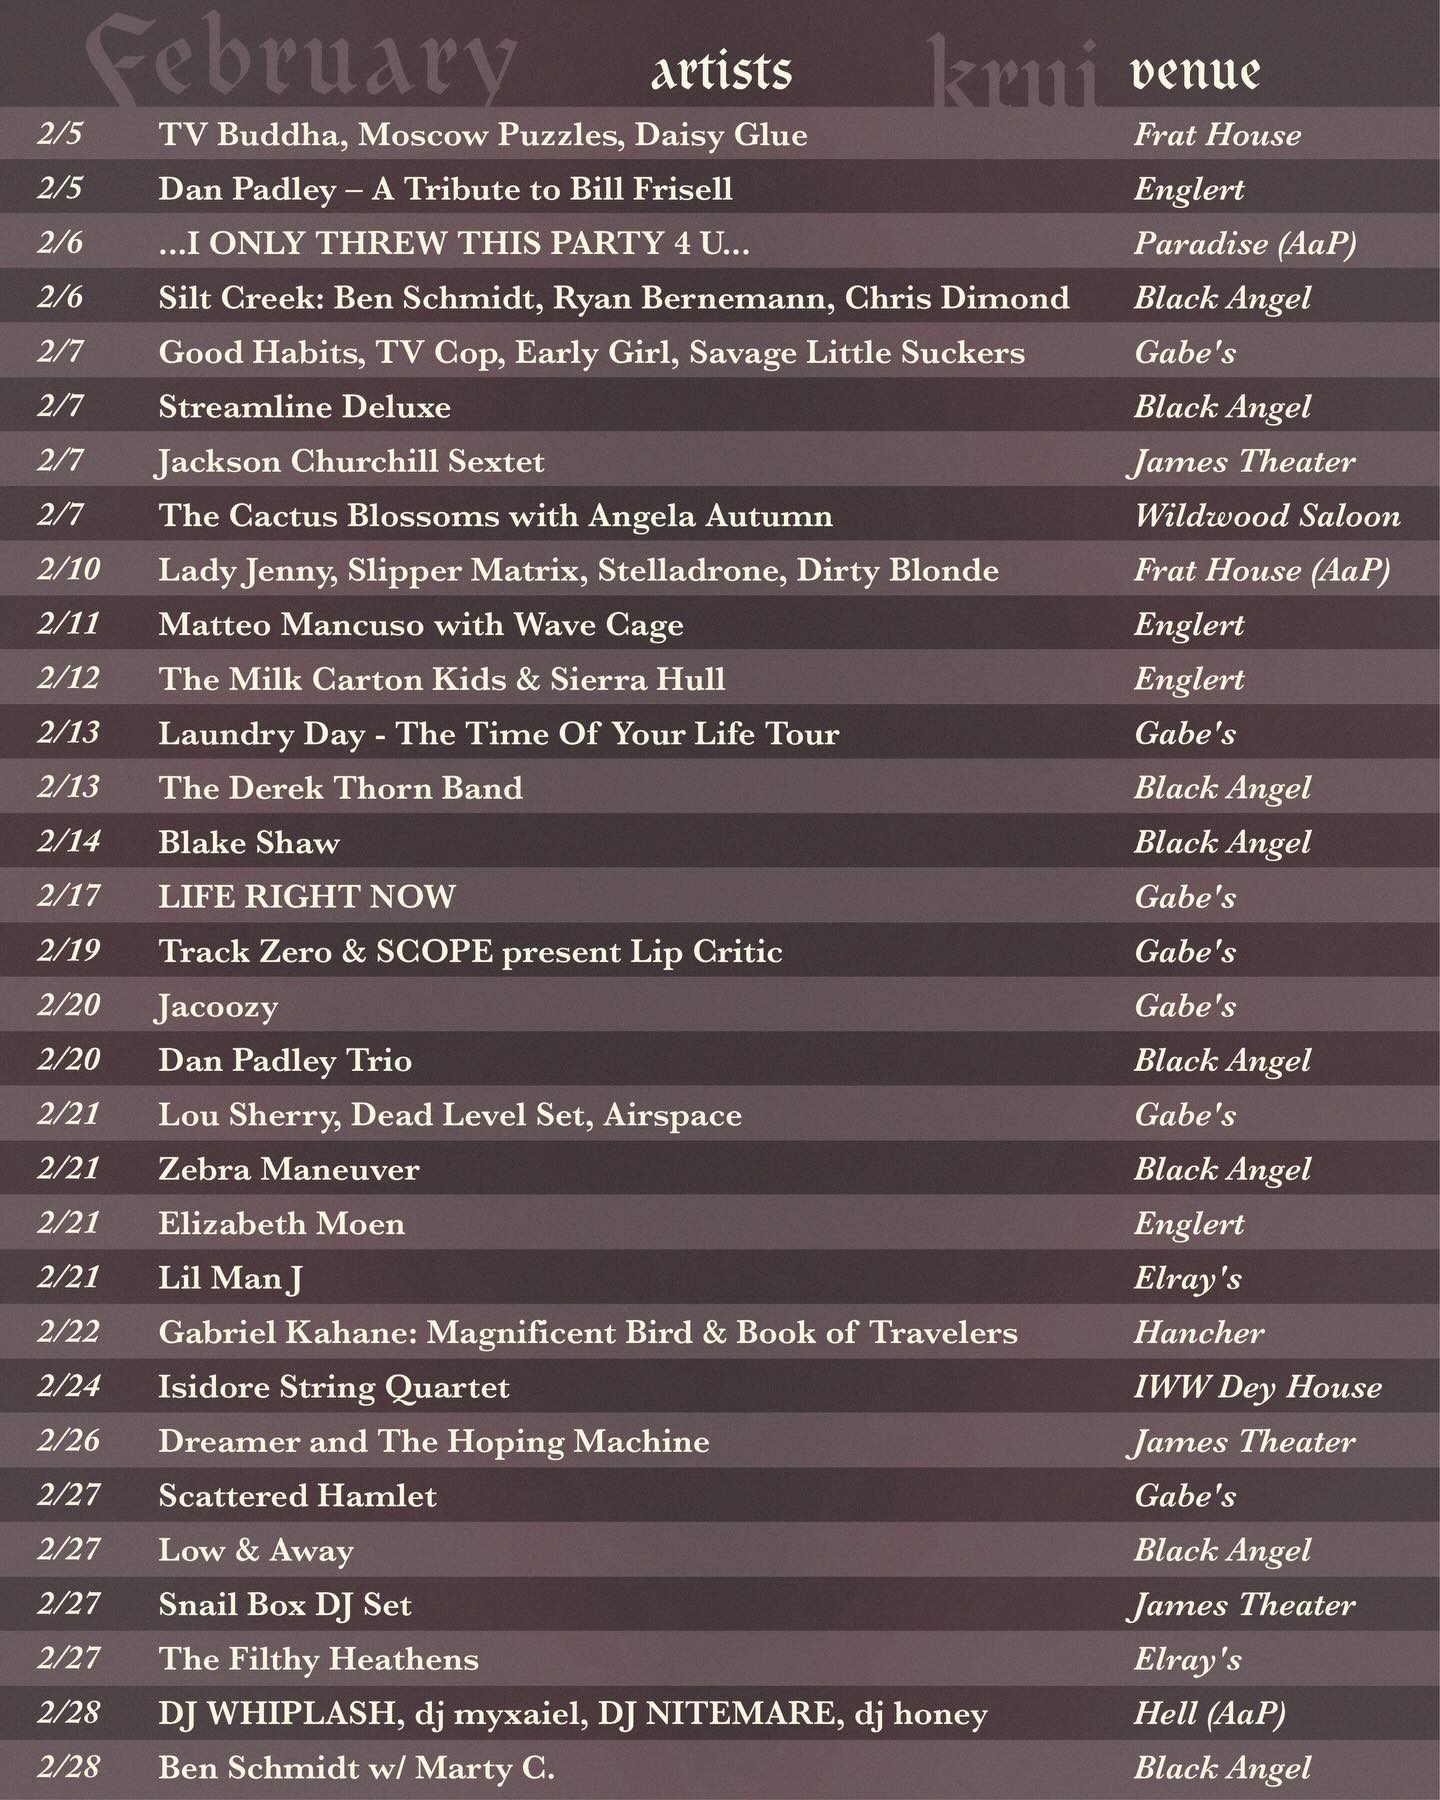 February artists krui venue
2/5 TV Buddha, Moscow Puzzles, Daisy Glue Frat House
2/5 Dan Padley – A Tribute to Bill Frisell Englert
2/6 ...I ONLY THREW THIS PARTY 4 U... Paradise (AaP)
2/6 Silt Creek: Ben Schmidt, Ryan Bernemann, Chris Dimond Black Angel
2/7 Good Habits, TV Cop, Early Girl, Savage Little Suckers Gabe's
2/7 Streamline Deluxe Black Angel
2/7 Jackson Churchill Sextet James Theater
2/7 The Cactus Blossoms with Angela Autumn Wildwood Saloon
2/10 Lady Jenny, Slipper Matrix, Stelladrone, Dirty Blonde Frat House (AaP)
2/11 Matteo Mancuso with Wave Cage Englert
2/12 The Milk Carton Kids & Sierra Hull Englert
2/13 Laundry Day - The Time Of Your Life Tour Gabe's
2/13 The Derek Thorn Band Black Angel
2/14 Blake Shaw Black Angel
2/17 LIFE RIGHT NOW Gabe's
2/19 Track Zero & SCOPE present Lip Critic Gabe's
2/20 Jacoozy Gabe's
2/20 Dan Padley Trio Black Angel
2/21 Lou Sherry, Dead Level Set, Airspace Gabe's
2/21 Zebra Maneuver Black Angel
2/21 Elizabeth Moen Englert
2/21 Lil Man J Elray's
2/22 Gabriel Kahane: Magnificent Bird & Book of Travelers Hancher
2/24 Isidore String Quartet IWW Dey House
2/26 Dreamer and The Hoping Machine James Theater
2/27 Scattered Hamlet Gabe's
2/27 Low & Away Black Angel
2/27 Snail Box DJ Set James Theater
2/27 The Filthy Heathens Elray's
2/28 DJ WHIPLASH, dj myxaiel, DJ NITEMARE, dj honey Hell (AaP)
2/28 Ben Schmidt w/ Marty C. Black Angel